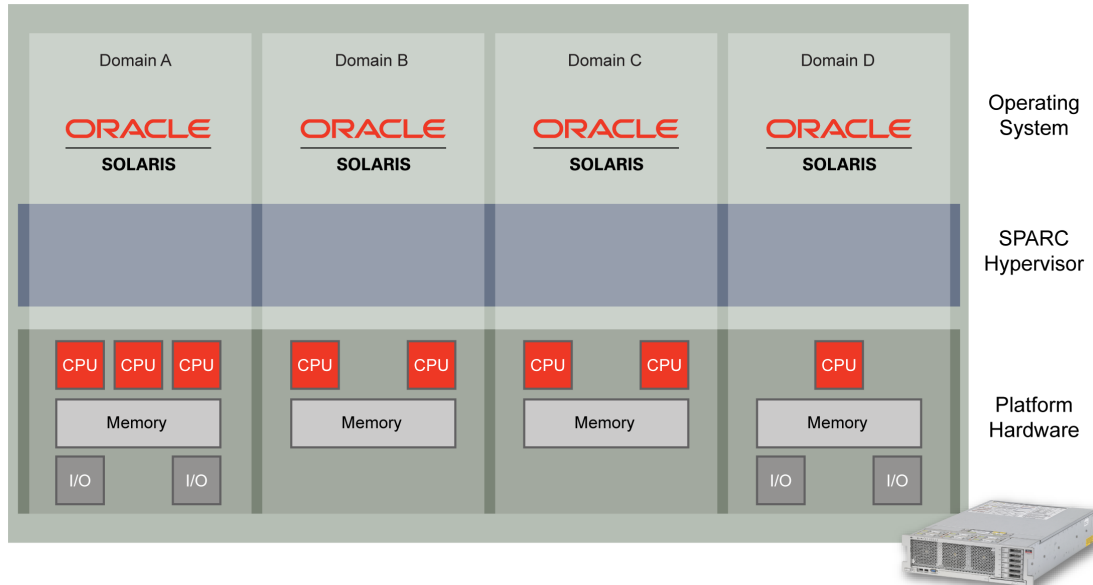 Domain A
Domain B
Domain C
Domain D
ORACLE
SOLARIS
ORACLE
SOLARIS
ORACLE
SOLARIS
ORACLE
SOLARIS
Operating
System
SPARC
Hypervisor
CPU CPU CPU
CPU CPU
CPU CPU
CPU
Memory
Memory
Memory
Memory
I/O I/O
I/O I/O
Platform
Hardware